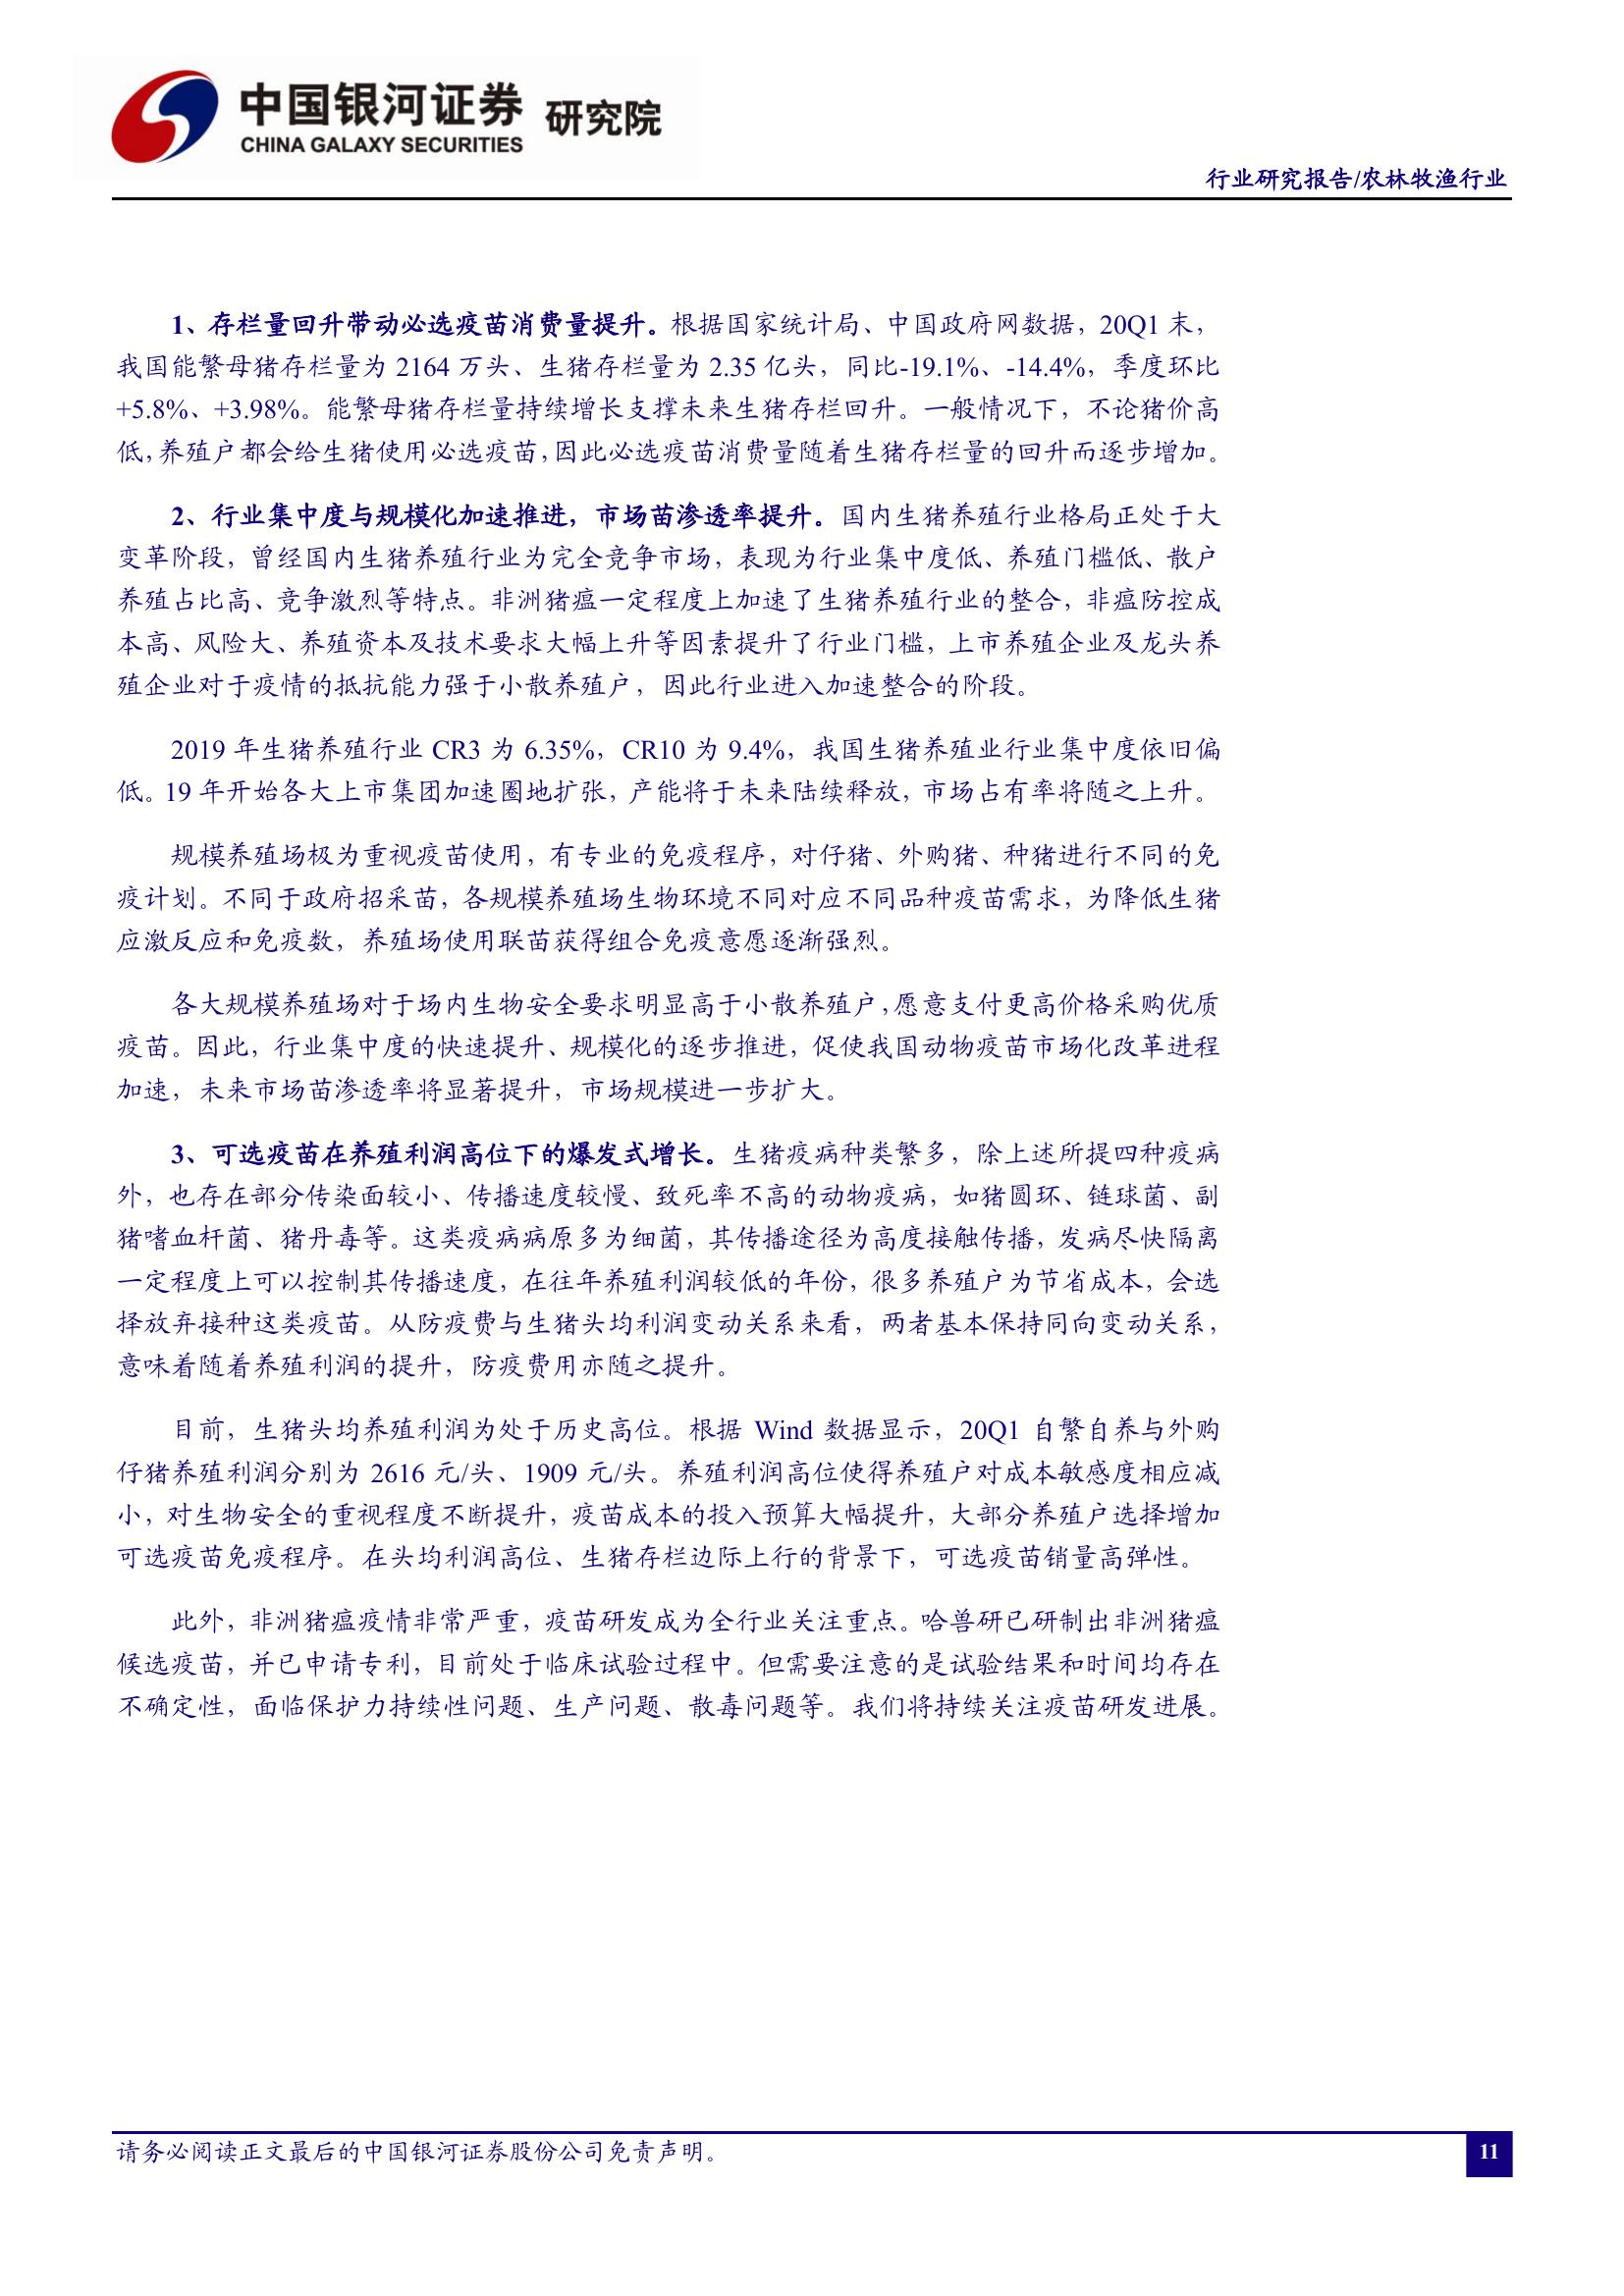 中国银河证券 研究院
CHINA GALAXY SECURITIES
行业研究报告/农林牧渔行业
1、存栏量回升带动必选疫苗消费量提升。根据国家统计局、中国政府网数据，20Q1 末，
我国能繁母猪存栏量为 2164 万头、生猪存栏量为 2.35 亿头，同比-19.1%、-14.4%，季度环比
+5.8%、+3.98%。能繁母猪存栏量持续增长支撑未来生猪存栏回升。一般情况下，不论猪价高
低，养殖户都会给生猪使用必选疫苗，因此必选疫苗消费量随着生猪存栏量的回升而逐步增加。
2、行业集中度与规模化加速推进，市场苗渗透率提升。国内生猪养殖行业格局正处于大
变革阶段，曾经国内生猪养殖行业为完全竞争市场，表现为行业集中度低、养殖门槛低、散户
养殖占比高、竞争激烈等特点。非洲猪瘟一定程度上加速了生猪养殖行业的整合，非瘟防控成
本高、风险大、养殖资本及技术要求大幅上升等因素提升了行业门槛，上市养殖企业及龙头养
殖企业对于疫情的抵抗能力强于小散养殖户，因此行业进入加速整合的阶段。
2019 年生猪养殖行业 CR3 为 6.35%，CR10 为 9.4%，我国生猪养殖业行业集中度依旧偏
低。19 年开始各大上市集团加速圈地扩张，产能将于未来陆续释放，市场占有率将随之上升。
规模养殖场极为重视疫苗使用，有专业的免疫程序，对仔猪、外购猪、种猪进行不同的免
疫计划。不同于政府招采苗，各规模养殖场生物环境不同对应不同品种疫苗需求，为降低生猪
应激反应和免疫数，养殖场使用联苗获得组合免疫意愿逐渐强烈。
各大规模养殖场对于场内生物安全要求明显高于小散养殖户，愿意支付更高价格采购优质
疫苗。因此，行业集中度的快速提升、规模化的逐步推进，促使我国动物疫苗市场化改革进程
加速，未来市场苗渗透率将显著提升，市场规模进一步扩大。
3、可选疫苗在养殖利润高位下的爆发式增长。生猪疫病种类繁多，除上述所提四种疫病
外，也存在部分传染面较小、传播速度较慢、致死率不高的动物疫病，如猪圆环、链球菌、副
猪嗜血杆菌、猪丹毒等。这类疫病病原多为细菌，其传播途径为高度接触传播，发病尽快隔离
一定程度上可以控制其传播速度，在往年养殖利润较低的年份，很多养殖户为节省成本，会选
择放弃接种这类疫苗。从防疫费与生猪头均利润变动关系来看，两者基本保持同向变动关系，
意味着随着养殖利润的提升，防疫费用亦随之提升。
目前，生猪头均养殖利润为处于历史高位。根据 Wind 数据显示，20Q1 自繁自养与外购
仔猪养殖利润分别为 2616 元/头、1909 元/头。养殖利润高位使得养殖户对成本敏感度相应减
小，对生物安全的重视程度不断提升，疫苗成本的投入预算大幅提升，大部分养殖户选择增加
可选疫苗免疫程序。在头均利润高位、生猪存栏边际上行的背景下，可选疫苗销量高弹性。
此外，非洲猪瘟疫情非常严重，疫苗研发成为全行业关注重点。哈兽研已研制出非洲猪瘟
候选疫苗，并已申请专利，目前处于临床试验过程中。但需要注意的是试验结果和时间均存在
不确定性，面临保护力持续性问题、生产问题、散毒问题等。我们将持续关注疫苗研发进展。
请务必阅读正文最后的中国银河证券股份公司免责声明。
11